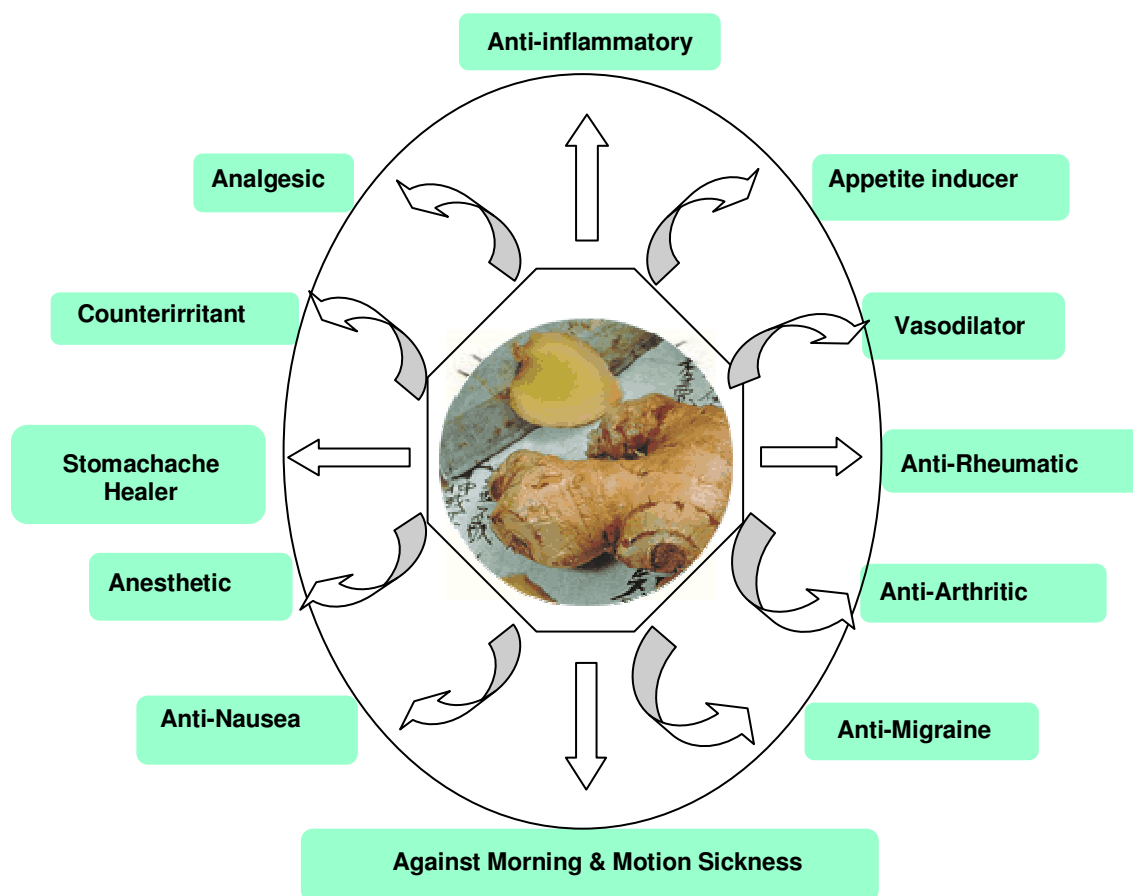 Anti-inflammatory
Analgesic
Appetite inducer
Counterirritant
Vasodilator
Stomachache
Healer
Anti-Rheumatic
Anesthetic
Anti-Arthritic
Anti-Nausea
Anti-Migraine
Against Morning & Motion Sickness